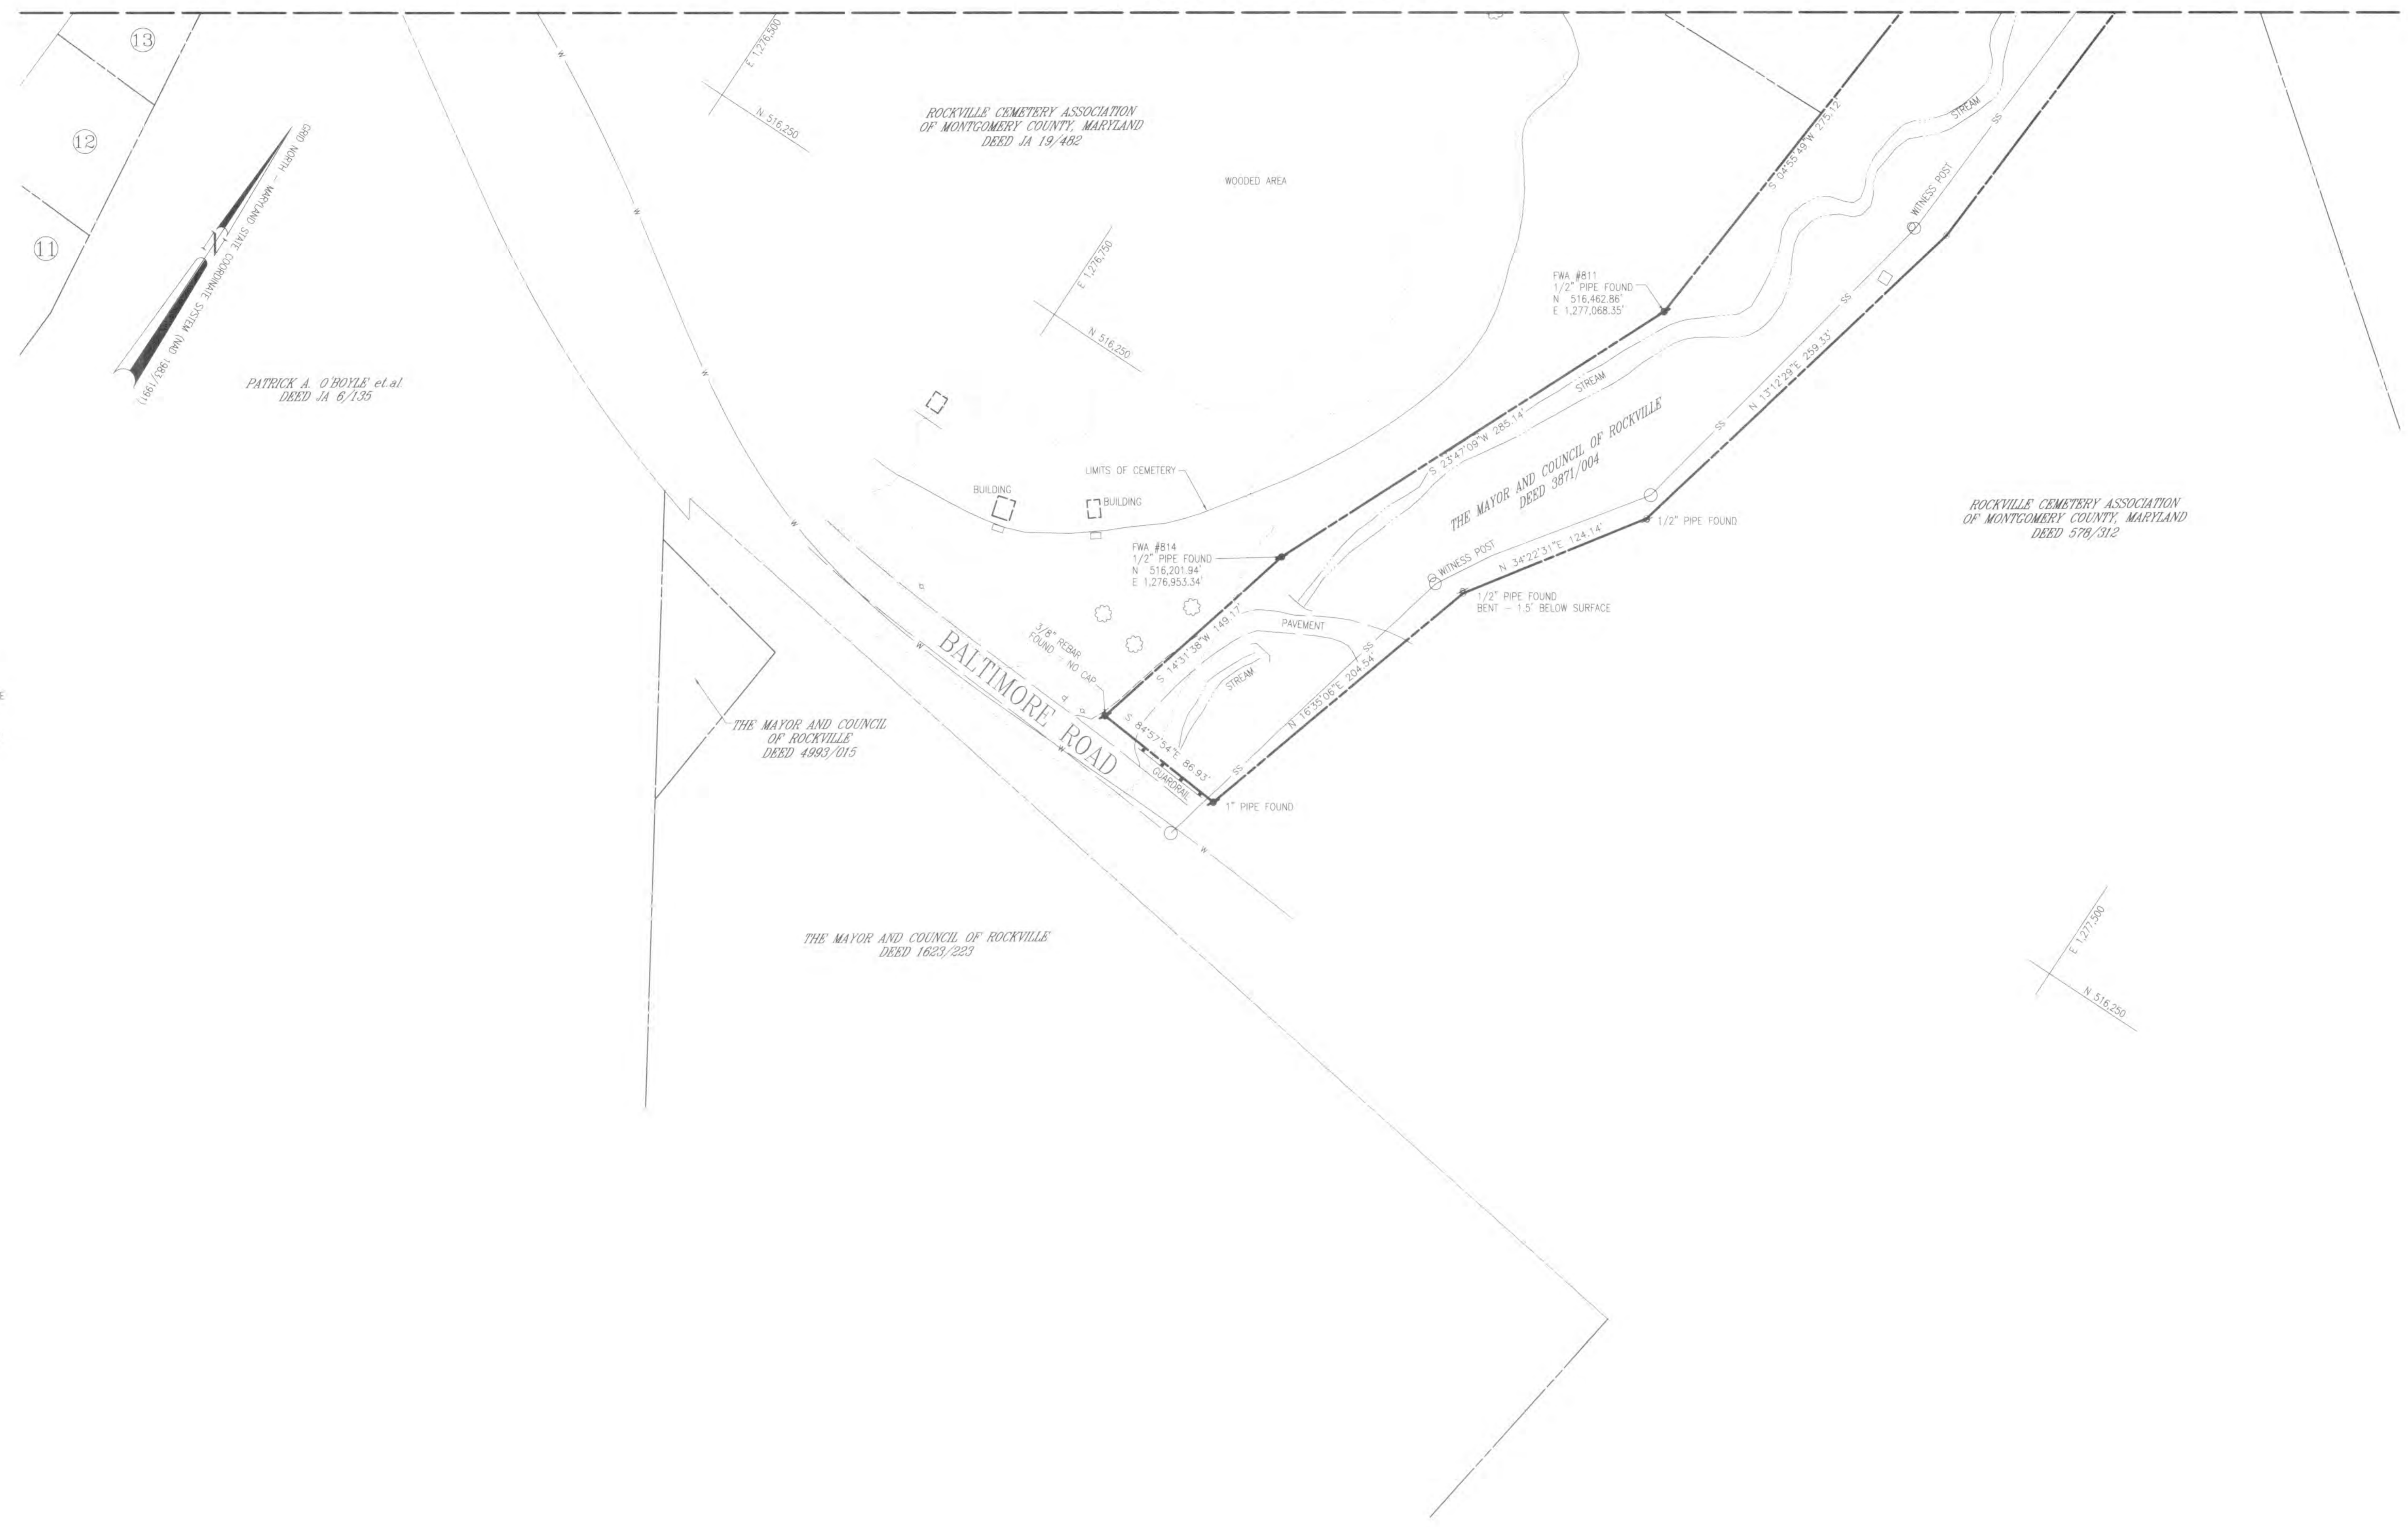 13
12
11
GRID NORTH – MARYLAND STATE COORDINATE SYSTEM (NAD 1983/1991)
PATRICK A. O'BOYLE et.al.
DEED JA 6/135
E 1,276,500
N 516,250
ROCKVILLE CEMETERY ASSOCIATION
OF MONTGOMERY COUNTY, MARYLAND
DEED JA 19/482
WOODED AREA
E 1,276,750
N 516,250
S 04°55'49"W 275.12'
STREAM
SS
WITNESS POST
FWA #811
1/2" PIPE FOUND
N 516,462.86'
E 1,277,068.35'
SS
N 13°12'29"E 259.33'
STREAM
SS
S 23°47'09"W 285.14'
THE MAYOR AND COUNCIL OF ROCKVILLE
DEED 3871/004
LIMITS OF CEMETERY
BUILDING
BUILDING
1/2" PIPE FOUND
ROCKVILLE CEMETERY ASSOCIATION
OF MONTGOMERY COUNTY, MARYLAND
DEED 578/312
FWA #814
1/2" PIPE FOUND
N 516,201.94'
E 1,276,953.34'
WITNESS POST
N 34°22'31"E 124.14'
1/2" PIPE FOUND
BENT – 1.5' BELOW SURFACE
PAVEMENT
SS
3/8" REBAR
FOUND – NO CAP
S 14°31'38"W 149.17'
STREAM
N 16°35'06"E 204.54'
BALTIMORE ROAD
S 84°57'54"E 86.93'
GUARDRAIL
SS
1" PIPE FOUND
W
W
W
W
W
W
W
W
THE MAYOR AND COUNCIL
OF ROCKVILLE
DEED 4993/015
THE MAYOR AND COUNCIL OF ROCKVILLE
DEED 1623/223
E 1,277,500
N 516,250